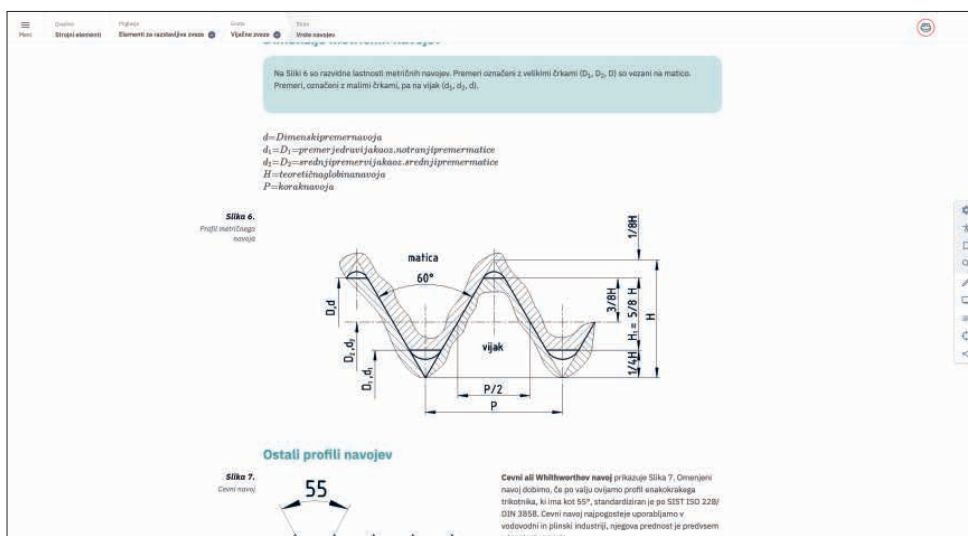 Meni
Strojni elementi
Poglavje
Elementi za razstavljive zveze
Enota
Vijačne zveze
Tema
Vrste navojev
Dimenzije metričnih navojev
Na Sliki 6 so razvidne lastnosti metričnih navojev. Premeri označeni z velikimi črkami (D₁, D₂, D) so vezani na matico.
Premeri, označeni z malimi črkami, pa na vijak (d₁, d₂, d).
d=Dimenskipremernavoja
d₁=D₁=premerjedravijakaoz.notranjipremermatice
d₂=D₂=srednjipremervijakaoz.srednjipremermatice
H=teoretičnaglobinanavoja
P=koraknavoja
Slika 6.
Profil metričnega
navoja
matica
60°
vijak
D,d
D₂,d₂
D₁,d₁
P/2
P
1/8H
3/8H
H₁= 5/8 H
1/4H
H
Ostali profili navojev
Slika 7.
Cevni navoj
55
Cevni ali Whithworthov navoj prikazuje Slika 7. Omenjeni
navoj dobimo, če po valju ovijamo profil enakokrakega
trikotnika, ki ima kot 55°, standardiziran je po SIST ISO 228/
DIN 3858. Cevni navoj najpogosteje uporabljamo v
vodovodni in plinski industriji, njegova prednost je predvsem